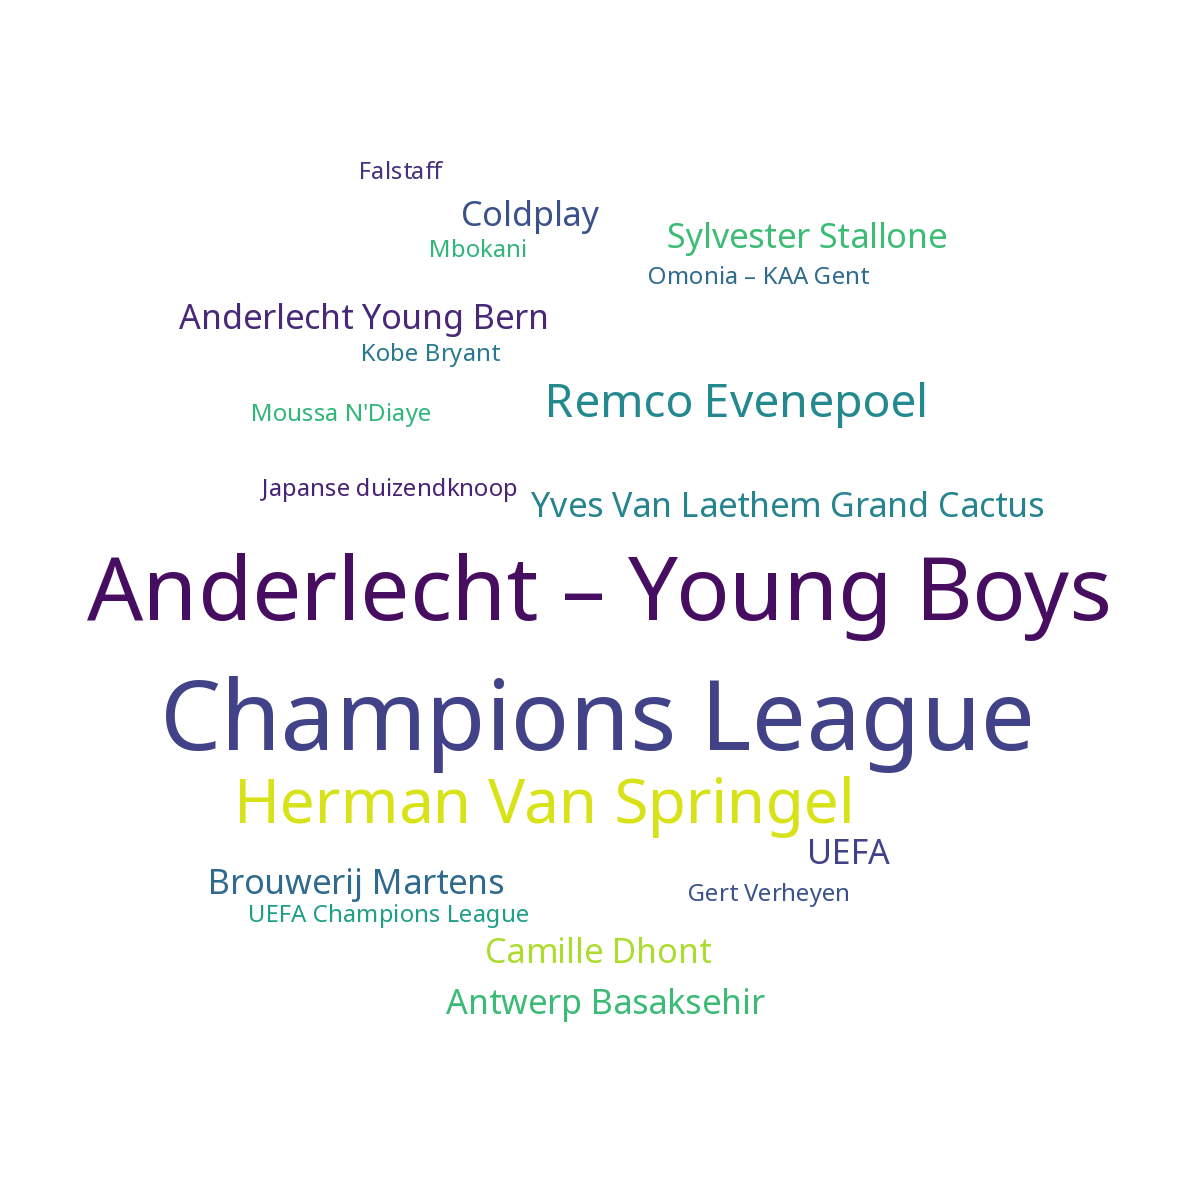 Falstaff
Coldplay
Sylvester Stallone
Mbokani
Omonia – KAA Gent
Anderlecht Young Bern
Kobe Bryant
Remco Evenepoel
Moussa N'Diaye
Japanse duizendknoop
Yves Van Laethem Grand Cactus
Anderlecht – Young Boys
Champions League
Herman Van Springel
UEFA
Brouwerij Martens
Gert Verheyen
UEFA Champions League
Camille Dhont
Antwerp Basaksehir